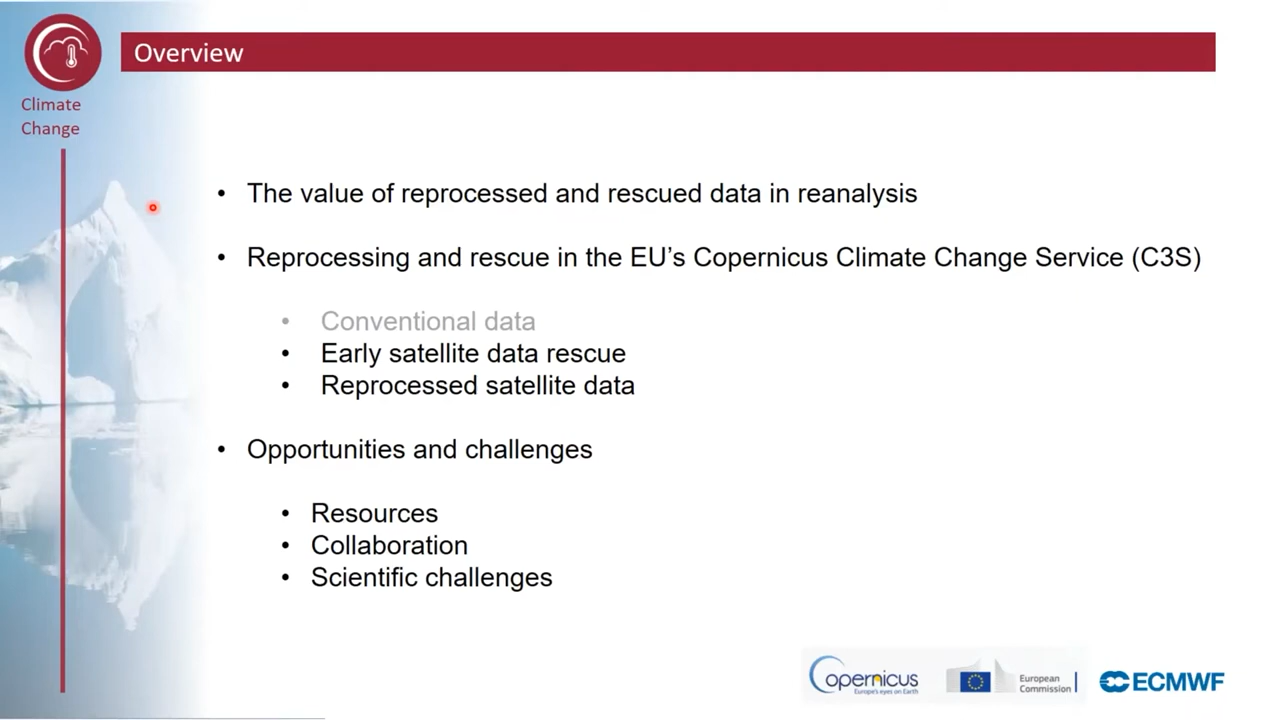 Overview
Climate
Change
• The value of reprocessed and rescued data in reanalysis
• Reprocessing and rescue in the EU’s Copernicus Climate Change Service (C3S)
• Conventional data
• Early satellite data rescue
• Reprocessed satellite data
• Opportunities and challenges
• Resources
• Collaboration
• Scientific challenges
opernicus
Europe's eyes on Earth
European
Commission
ECMWF